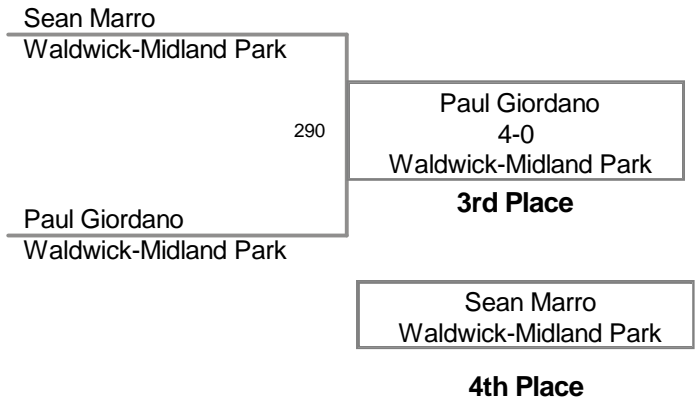 Sean Marro
Waldwick-Midland Park
290
Paul Giordano
4-0
Waldwick-Midland Park
3rd Place
Paul Giordano
Waldwick-Midland Park
Sean Marro
Waldwick-Midland Park
4th Place